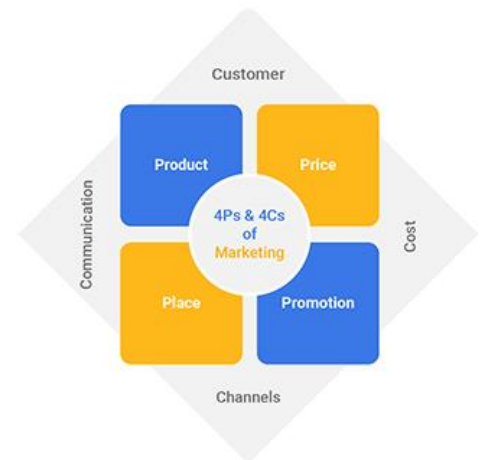 Customer
Product
Price
Communication
4Ps & 4Cs
of
Marketing
Cost
Place
Promotion
Channels